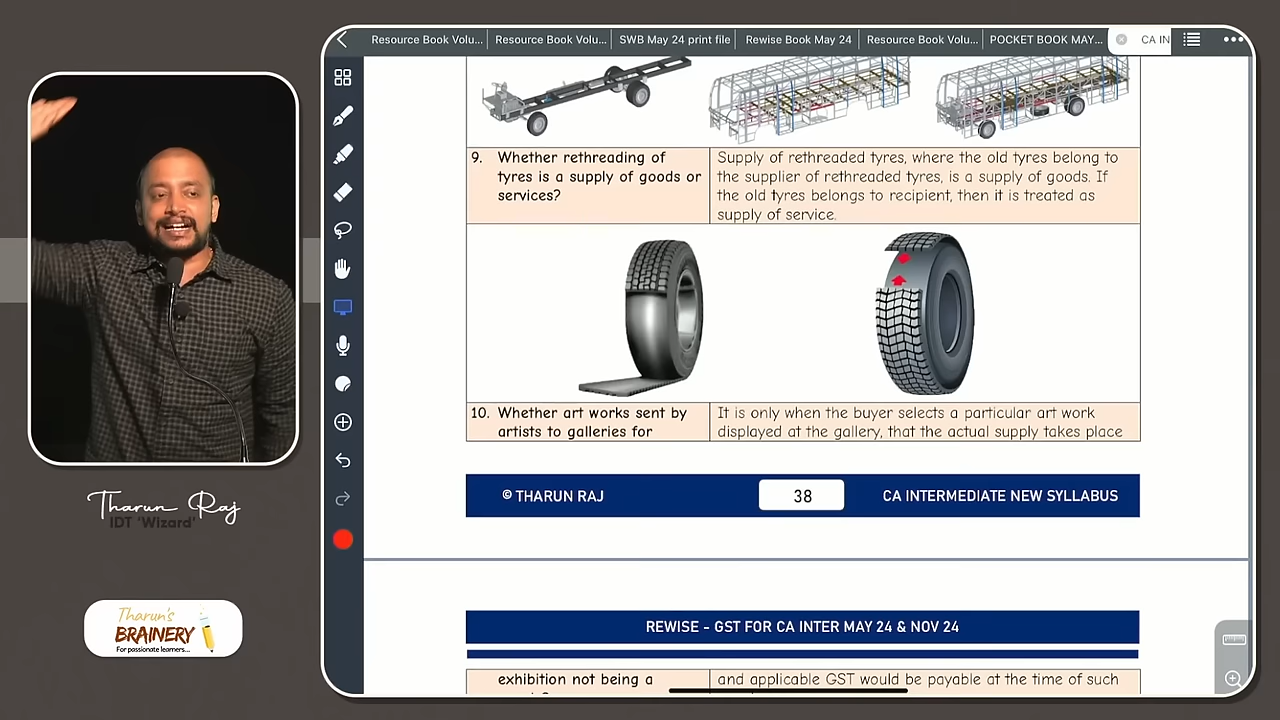 Resource Book Volu...
Resource Book Volu...
SWB May 24 print file
Rewise Book May 24
Resource Book Volu...
POCKET BOOK MAY...
CA IN
9. Whether rethreading of
tyres is a supply of goods or
services?
Supply of rethreaded tyres, where the old tyres belong to
the supplier of rethreaded tyres, is a supply of goods. If
the old tyres belongs to recipient, then it is treated as
supply of service.
10. Whether art works sent by
artists to galleries for
It is only when the buyer selects a particular art work
displayed at the gallery, that the actual supply takes place
© THARUN RAJ
38
CA INTERMEDIATE NEW SYLLABUS
REWISE - GST FOR CA INTER MAY 24 & NOV 24
exhibition not being a
and applicable GST would be payable at the time of such
Tharun Raj
IDT 'Wizard'
Tharun's
BRAINERY
For passionate learners...